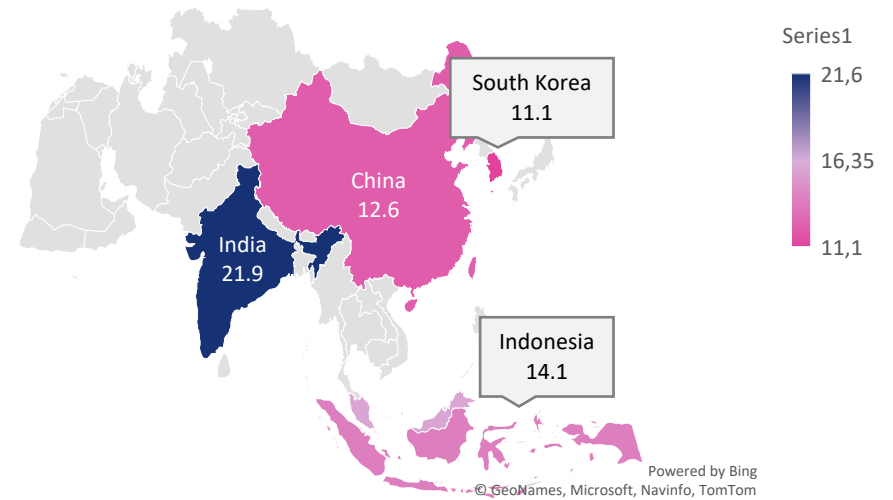 Series1
21,6
16,35
11,1
South Korea
11.1
China
12.6
India
21.9
Indonesia
14.1
Powered by Bing
© GeoNames, Microsoft, Navinfo, TomTom